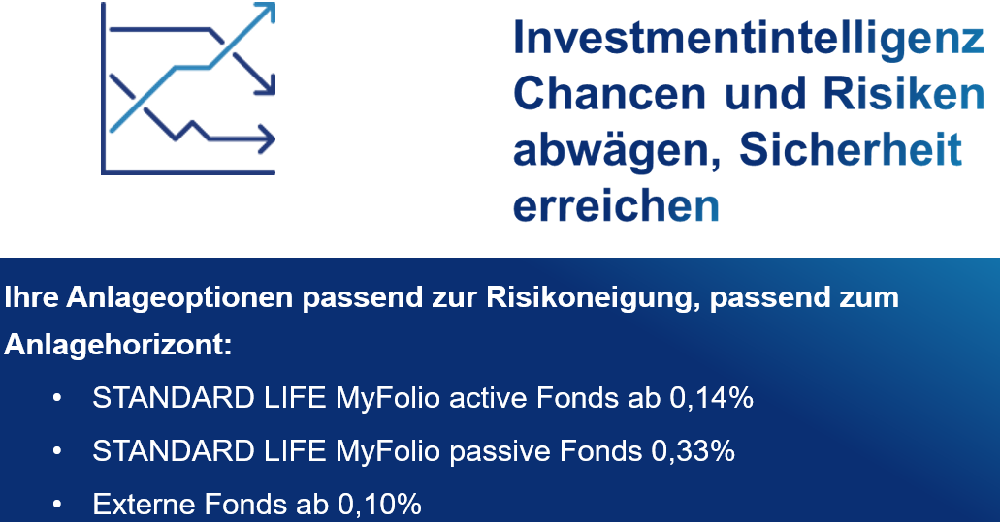 Investmentintelligenz
Chancen und Risiken
abwägen, Sicherheit
erreichen
Ihre Anlageoptionen passend zur Risikoneigung, passend zum
Anlagehorizont:
• STANDARD LIFE MyFolio active Fonds ab 0,14%
• STANDARD LIFE MyFolio passive Fonds 0,33%
• Externe Fonds ab 0,10%